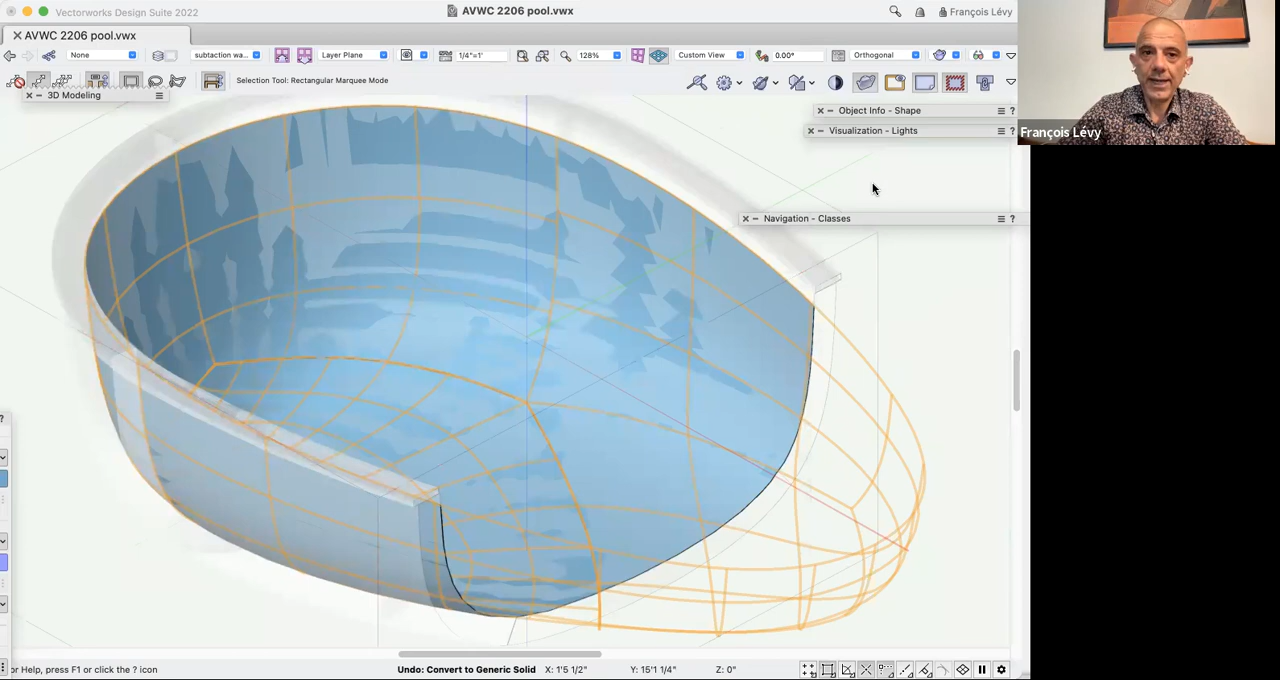 Vectorworks Design Suite 2022
AVWC 2206 pool.vwx
François Lévy
AVWC 2206 pool.vwx
None
subtaction wa...
Layer Plane
1/4"=1'
128%
Custom View
0.00°
Orthogonal
Selection Tool: Rectangular Marquee Mode
3D Modeling
Object Info - Shape
Visualization - Lights
Navigation - Classes
François Lévy
or Help, press F1 or click the ? icon
Undo: Convert to Generic Solid
X: 1'5 1/2"
Y: 15'1 1/4"
Z: 0"